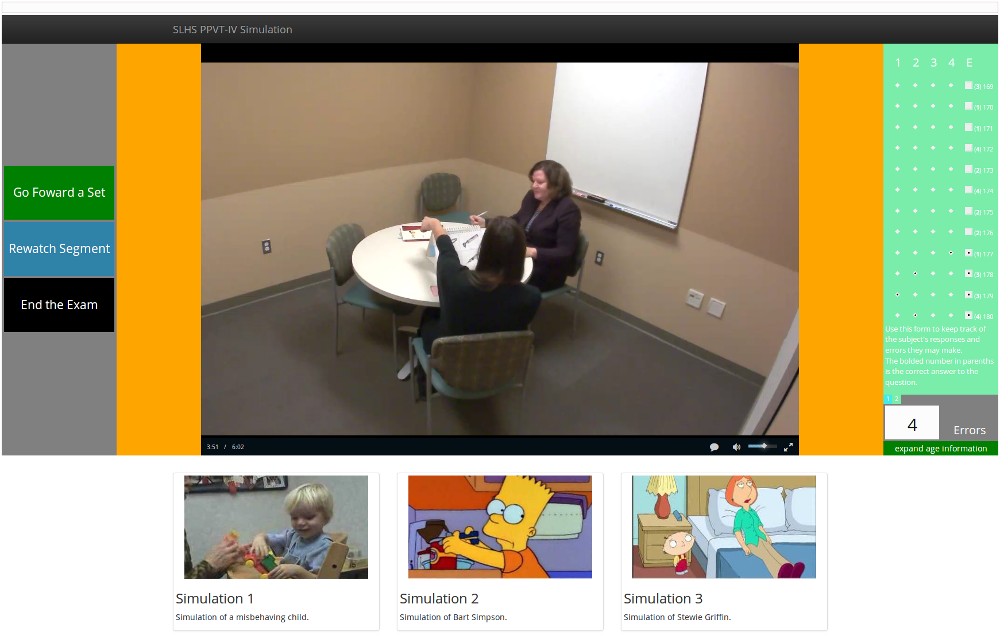 SLHS PPVT-IV Simulation
Go Foward a Set
Rewatch Segment
End the Exam
1 2 3 4 E
(3) 169
(1) 170
(1) 171
(4) 172
(2) 173
(4) 174
(2) 175
(2) 176
(1) 177
(3) 178
(3) 179
(4) 180
Use this form to keep track of
the subject's responses and
errors they may make.
The bolded number in parenths
is the correct answer to the
question.
1 2
4 Errors
expand age information
3:51 / 6:02
Simulation 1
Simulation of a misbehaving child.
Simulation 2
Simulation of Bart Simpson.
Simulation 3
Simulation of Stewie Griffin.